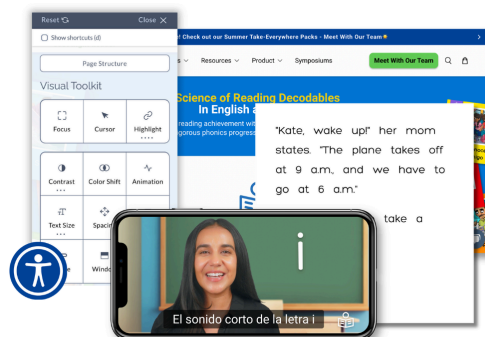 Reset
Close
Show shortcuts (d)
Page Structure
Visual Toolkit
Focus
Cursor
Highlight
Contrast
Color Shift
Animation
Text Size
Window
! Check out our Summer Take-Everywhere Packs - Meet With Our Team
Resources
Product
Symposiums
Meet With Our Team
Science of Reading Decodables
In English
reading achievement wit
gorous phonics progress
"Kate, wake up!" her mom
states. "The plane takes off
at 9 a.m., and we have to
go at 6 a.m."
take a
i
El sonido corto de la letra i